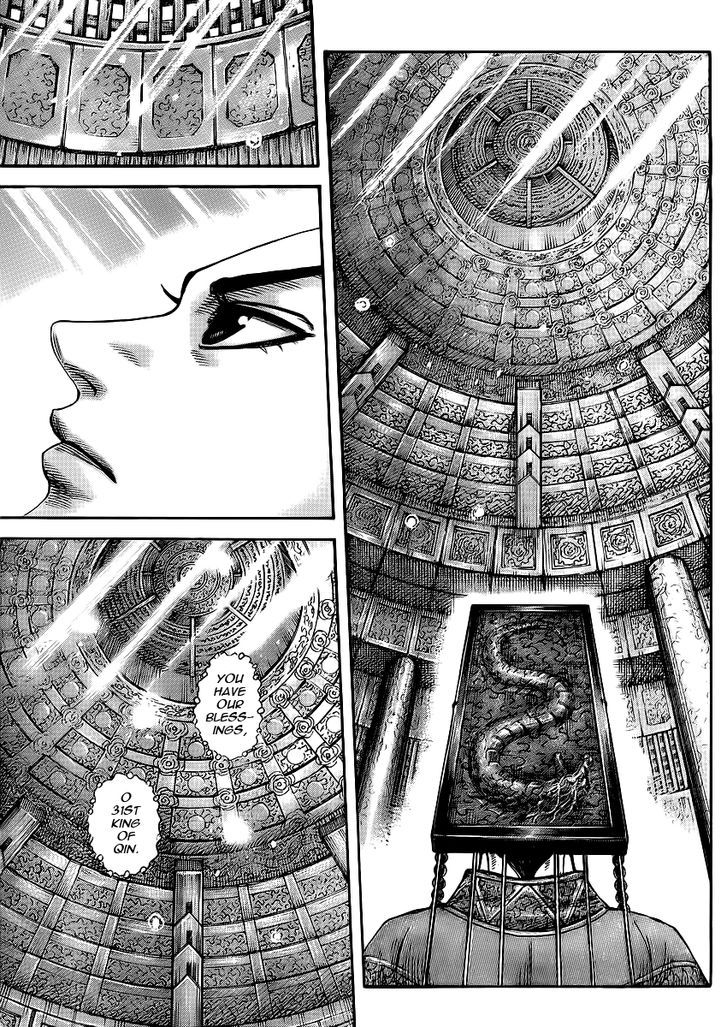 YOU
HAVE
OUR
BLESS-
INGS,
O
31ST
KING
OF
QIN.